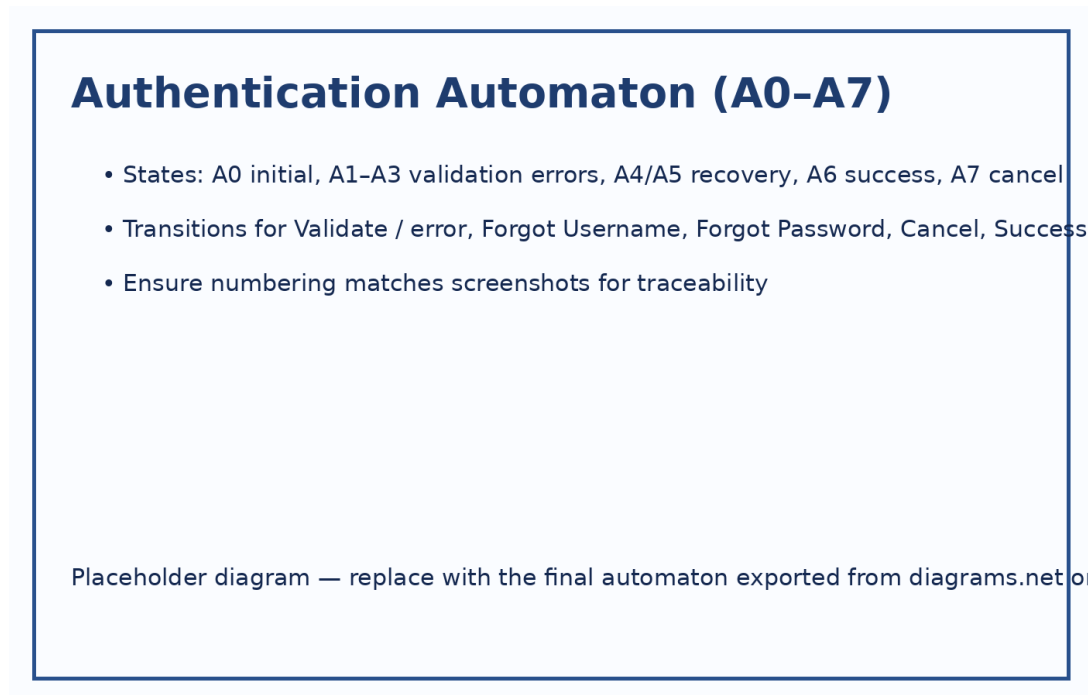 Authentication Automaton (A0–A7)
• States: A0 initial, A1–A3 validation errors, A4/A5 recovery, A6 success, A7 cancel
• Transitions for Validate / error, Forgot Username, Forgot Password, Cancel, Success
• Ensure numbering matches screenshots for traceability
Placeholder diagram — replace with the final automaton exported from diagrams.net